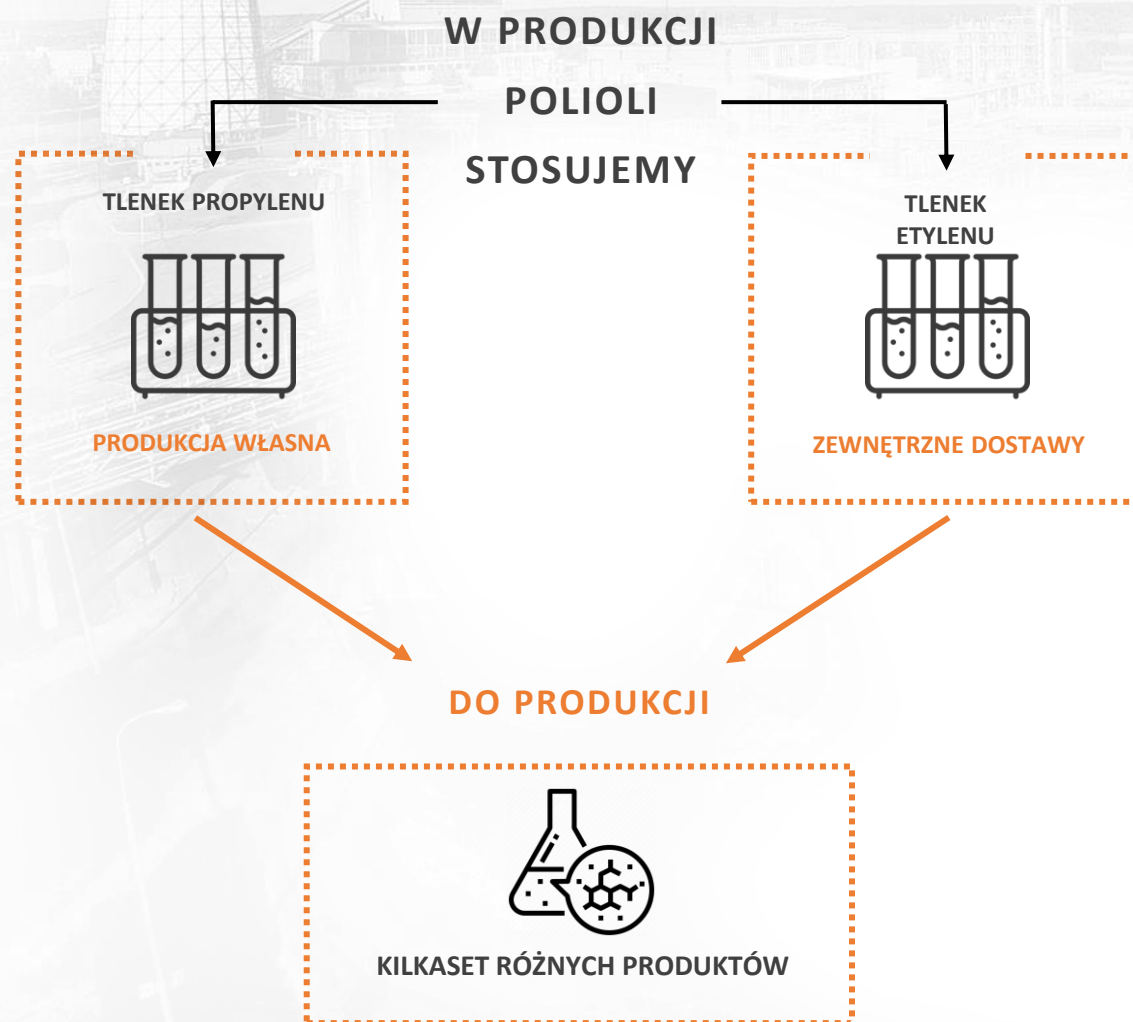 W PRODUKCJI
POLIOLI
STOSUJEMY
TLENEK PROPYLENU
PRODUKCJA WŁASNA
TLENEK
ETYLENU
ZEWNĘTRZNE DOSTAWY
DO PRODUKCJI
KILKASET RÓŻNYCH PRODUKTÓW